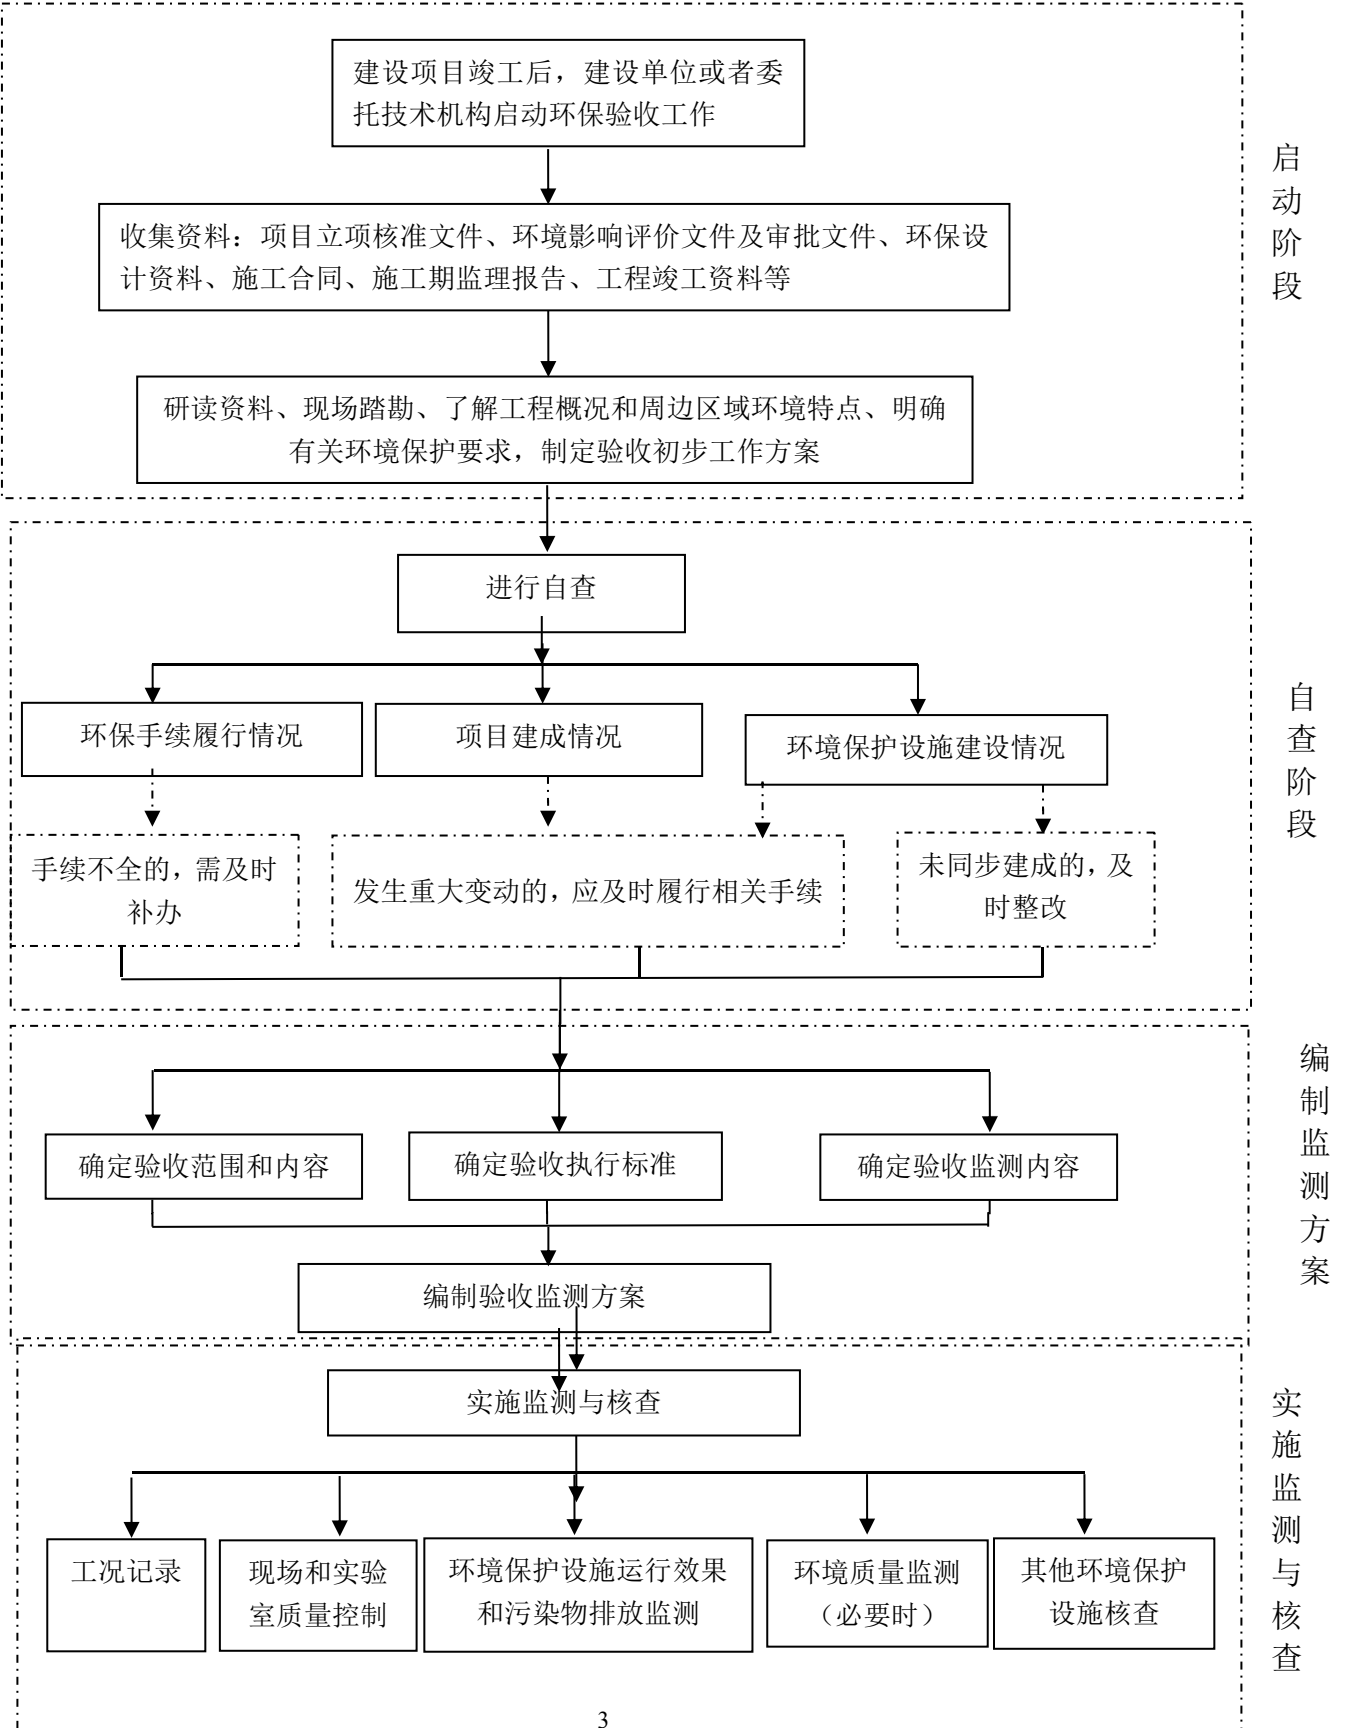 建设项目竣工后，建设单位或者委
托技术机构启动环保验收工作
收集资料：项目立项核准文件、环境影响评价文件及审批文件、环保设
计资料、施工合同、施工期监理报告、工程竣工资料等
研读资料、现场踏勘、了解工程概况和周边区域环境特点、明确
有关环境保护要求，制定验收初步工作方案
启动阶段
进行自查
环保手续履行情况
项目建成情况
环境保护设施建设情况
手续不全的，需及时
补办
发生重大变动的，应及时履行相关手续
未同步建成的，及
时整改
自查阶段
确定验收范围和内容
确定验收执行标准
确定验收监测内容
编制验收监测方案
编制监测方案
实施监测与核查
工况记录
现场和实验
室质量控制
环境保护设施运行效果
和污染物排放监测
环境质量监测
（必要时）
其他环境保护
设施核查
实施监测与核查
3